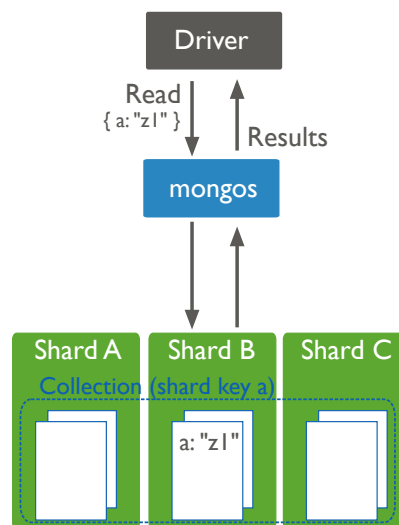 Driver
Read
{ a: "z1" }
Results
mongos
Shard A
Shard B
Shard C
Collection (shard key a)
a: "z1"